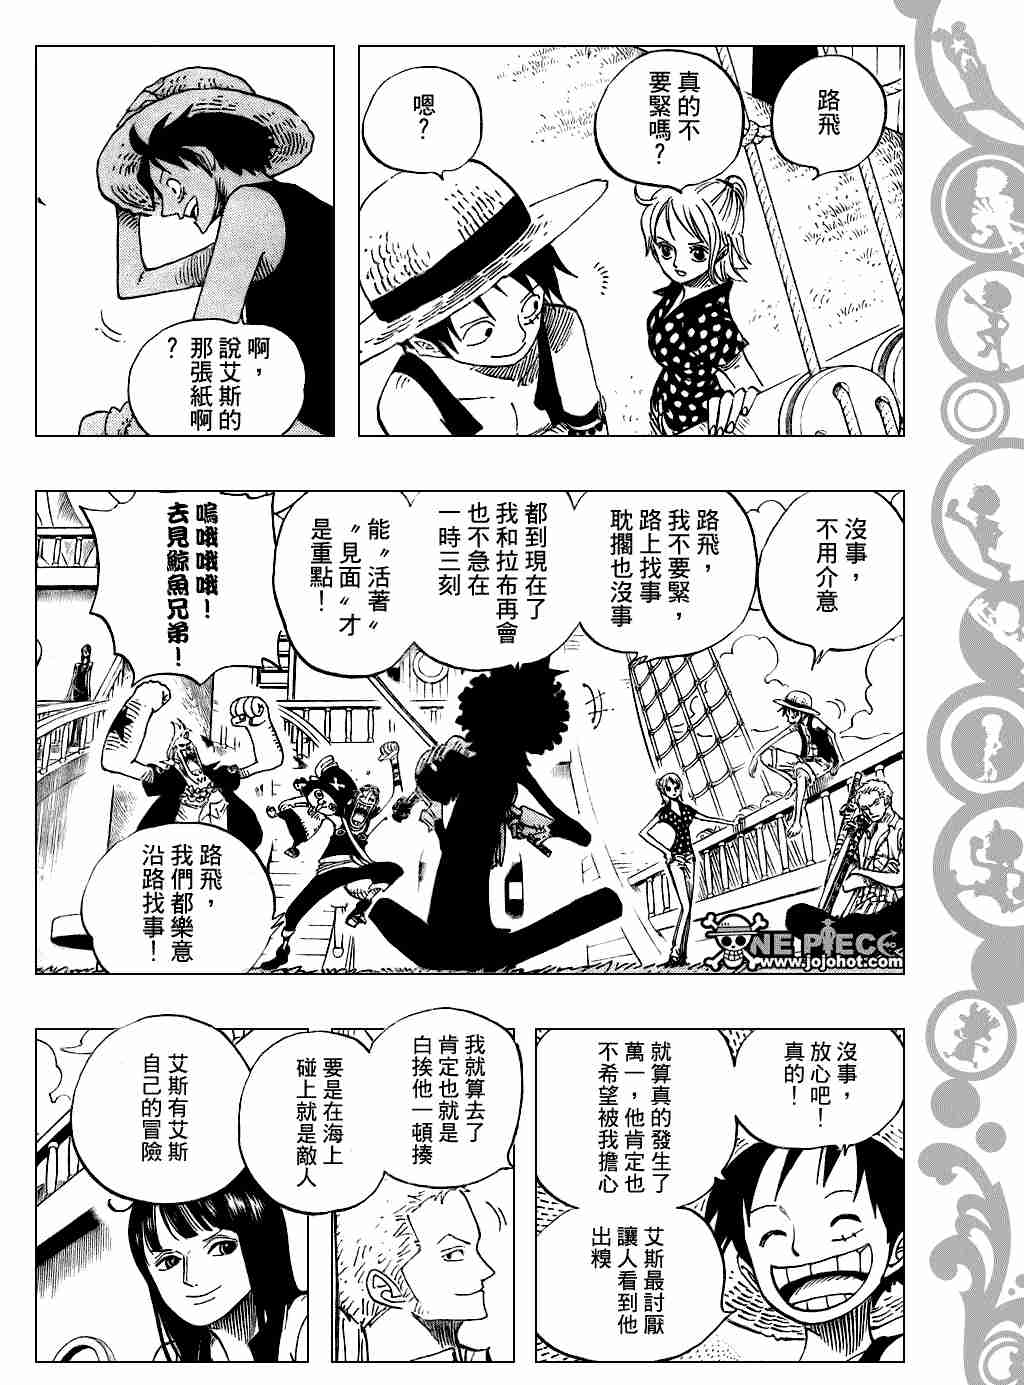 路飛
真的不
要緊嗎？
嗯？
啊，
說艾斯的
那張紙啊
？
沒事，
不用介意
路飛，
我不要緊，
路上找事
耽擱也沒事
都到現在了
我和拉布再會
也不急在
一時三刻
能〝活著〞
〝見面〞才
是重點！
嗚哦哦哦！
去見鯨魚兄弟！
路飛，
我們都樂意
沿路找事！
ONE PIECE
www.jojohot.com
沒事，
放心吧！
真的！
就算真的發生了
萬一，他肯定也
不希望被我擔心
艾斯最討厭
讓人看到他
出糗
我就算去了
肯定也就是
白挨他一頓揍
要是在海上
碰上就是敵人
艾斯有艾斯
自己的冒險